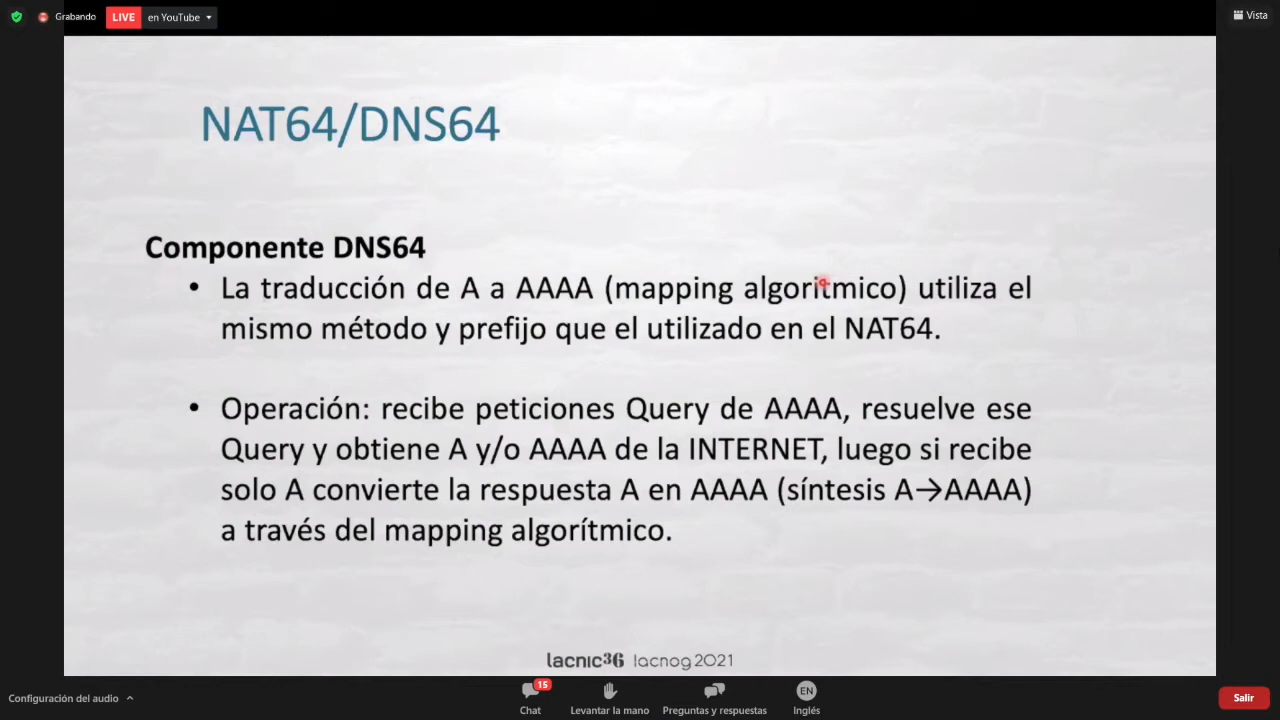 Grabando
LIVE
en YouTube
Vista
NAT64/DNS64
Componente DNS64
• La traducción de A a AAAA (mapping algoritmico) utiliza el
mismo método y prefijo que el utilizado en el NAT64.
• Operación: recibe peticiones Query de AAAA, resuelve ese
Query y obtiene A y/o AAAA de la INTERNET, luego si recibe
solo A convierte la respuesta A en AAAA (síntesis A→AAAA)
a través del mapping algorítmico.
lacnic36 lacnog2021
Configuración del audio
15
Chat
Levantar la mano
Preguntas y respuestas
EN
Inglés
Salir